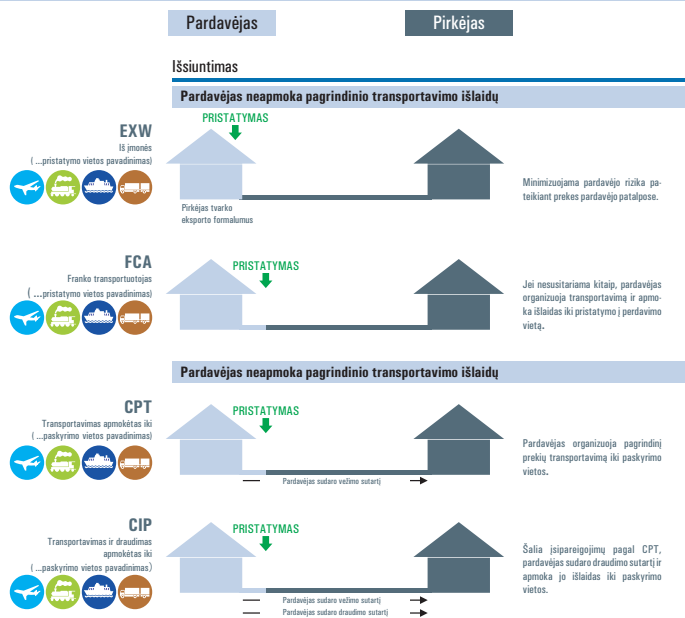 Pardavėjas
Pirkėjas
Išsiuntimas
Pardavėjas neapmoka pagrindinio transportavimo išlaidų
EXW
Iš įmonės
( ...pristatymo vietos pavadinimas)
PRISTATYMAS
Pirkėjas tvarko
eksporto formalumus
Minimizuojama pardavėjo rizika pa-
teikiant prekes pardavėjo patalpose.
FCA
Franko transportuotojas
( ...pristatymo vietos pavadinimas)
PRISTATYMAS
Jei nesusitariama kitaip, pardavėjas
organizuoja transportavimą ir apmo-
ka išlaidas iki pristatymo į perdavimo
vietą.
Pardavėjas neapmoka pagrindinio transportavimo išlaidų
CPT
Transportavimas apmokėtas iki
( ...paskyrimo vietos pavadinimas)
PRISTATYMAS
Pardavėjas sudaro vežimo sutartį
Pardavėjas organizuoja pagrindinį
prekių transportavimą iki paskyrimo
vietos.
CIP
Transportavimas ir draudimas
apmokėtas iki
( ...paskyrimo vietos pavadinimas)
PRISTATYMAS
Pardavėjas sudaro vežimo sutartį
Pardavėjas sudaro draudimo sutartį
Šalia įsipareigojimų pagal CPT,
pardavėjas sudaro draudimo sutartį ir
apmoka jo išlaidas iki paskyrimo
vietos.